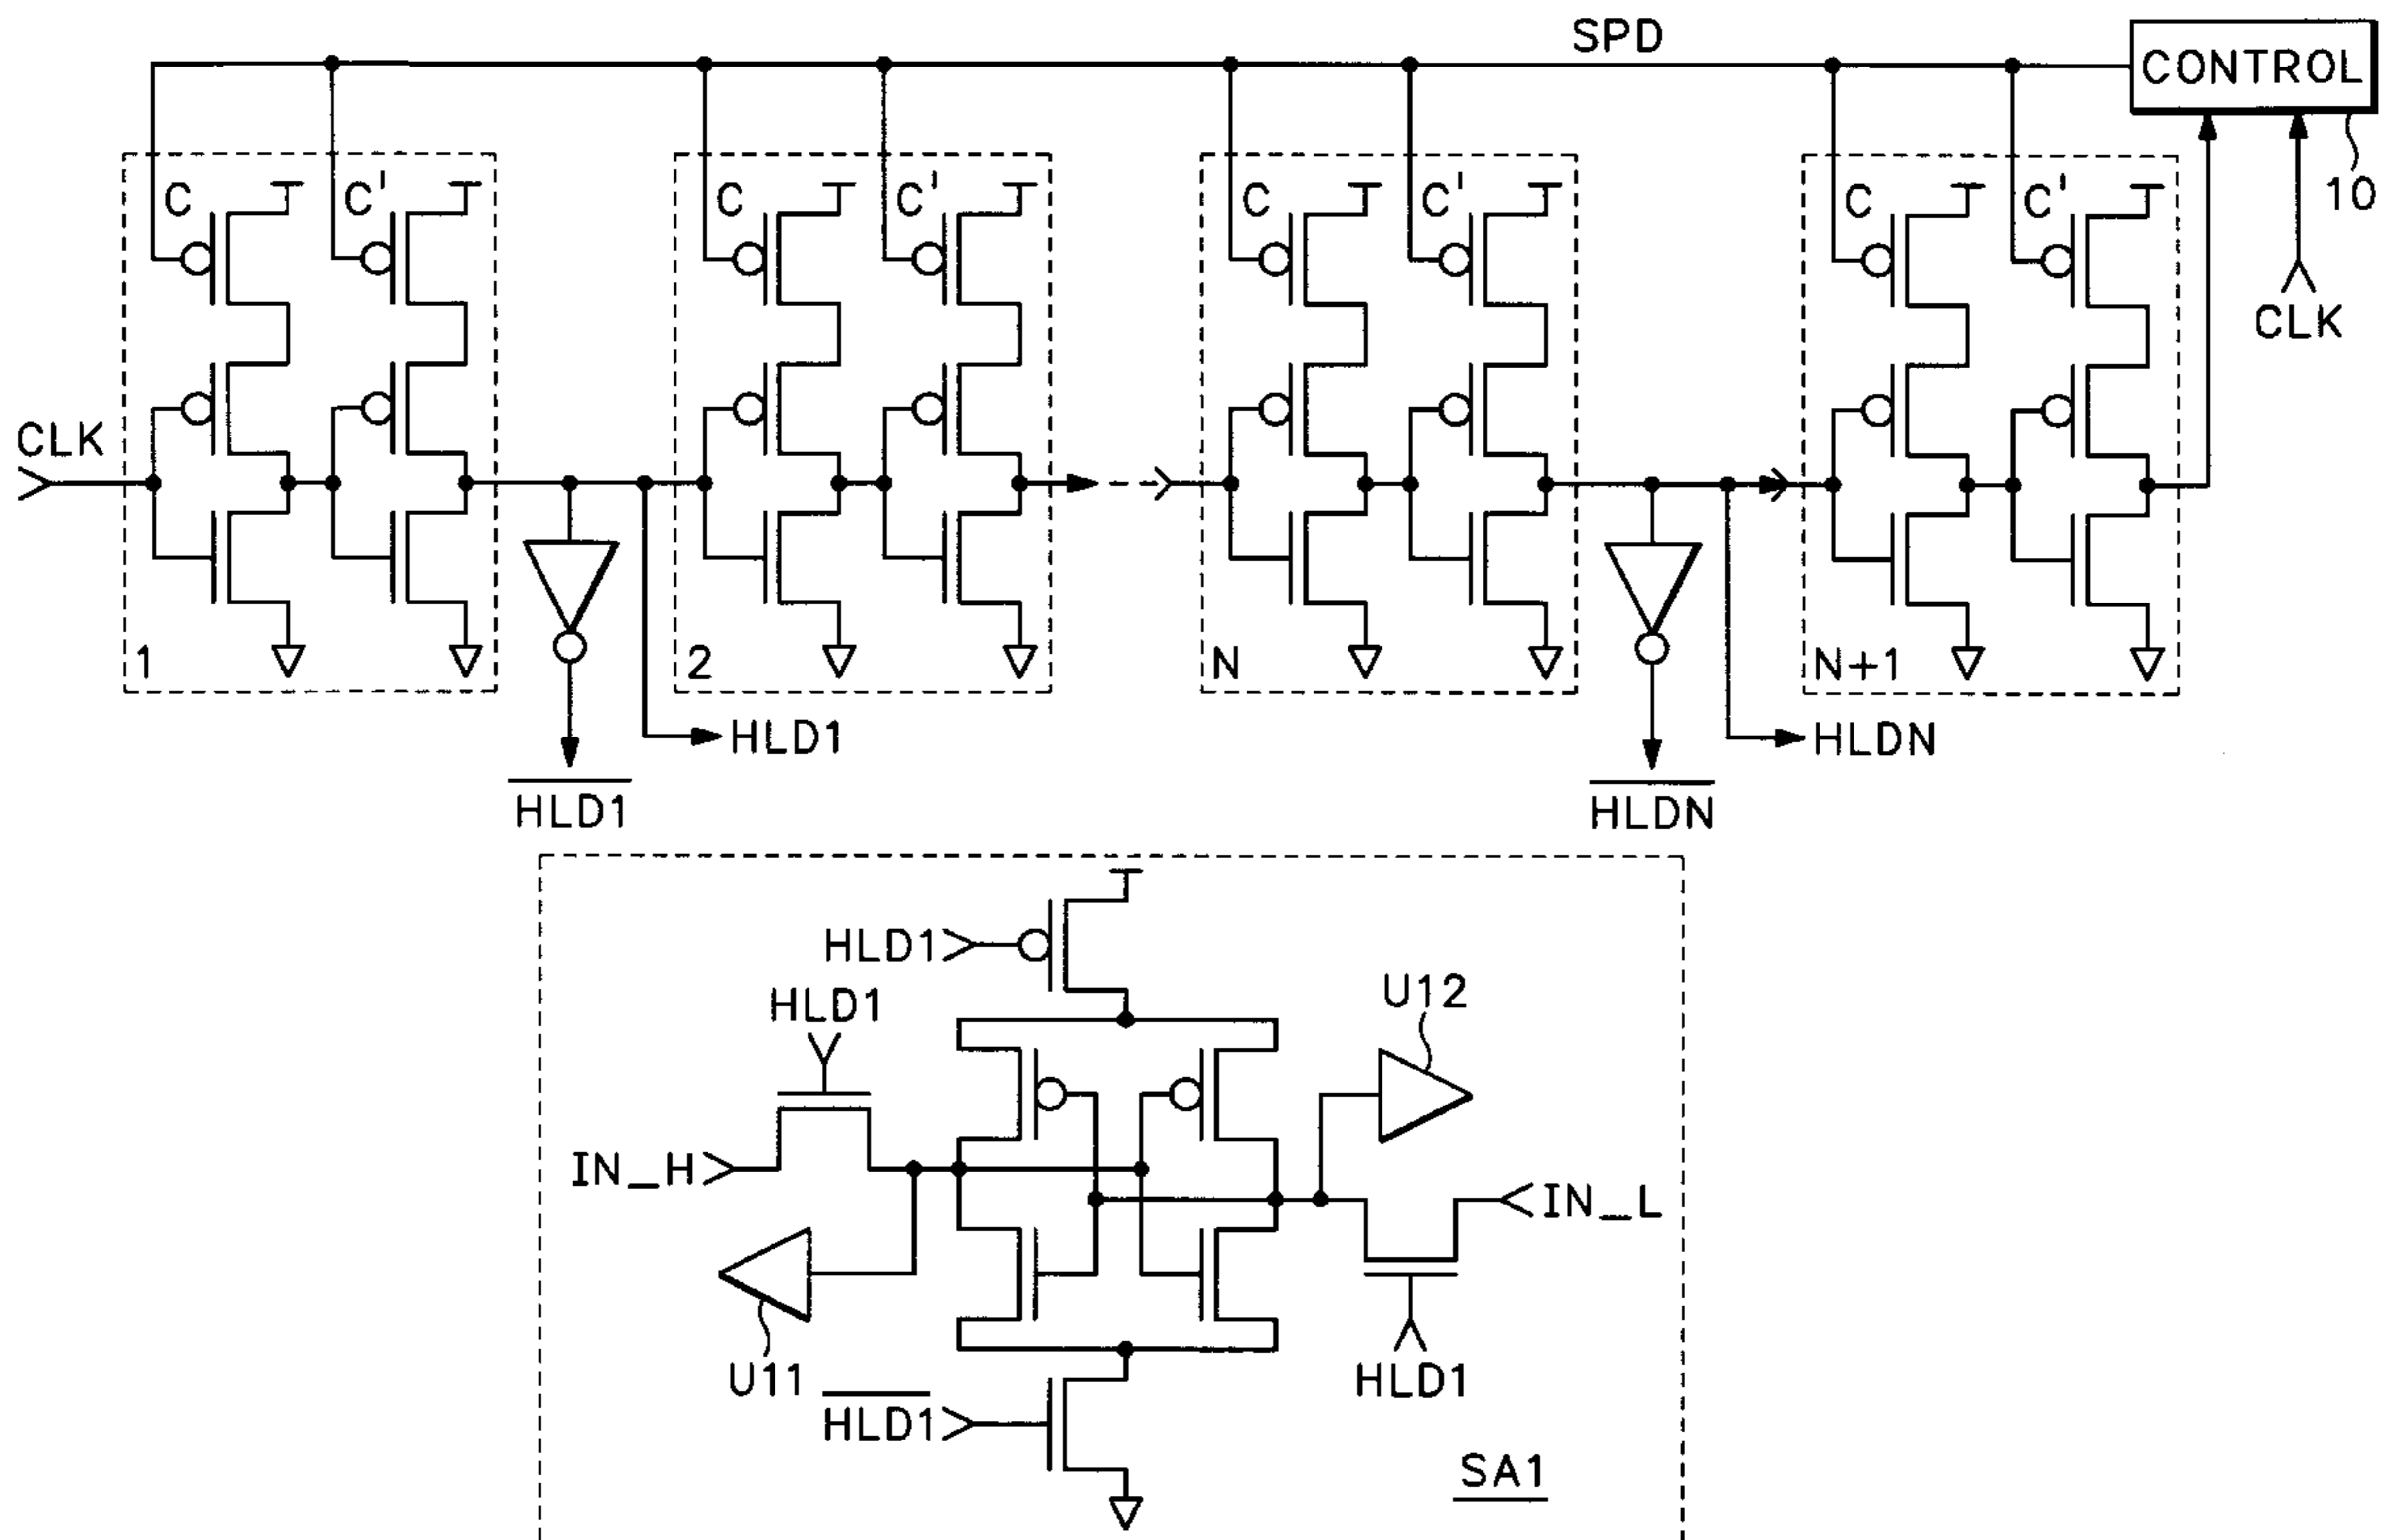 SPD
CONTROL
10
CLK
C C' C C' C C' C C'
CLK
1 2 N N+1
HLD1 HLDN
HLD1 HLDN
HLD1
HLD1
U12
IN_H
IN_L
U11
HLD1
HLD1
SA1